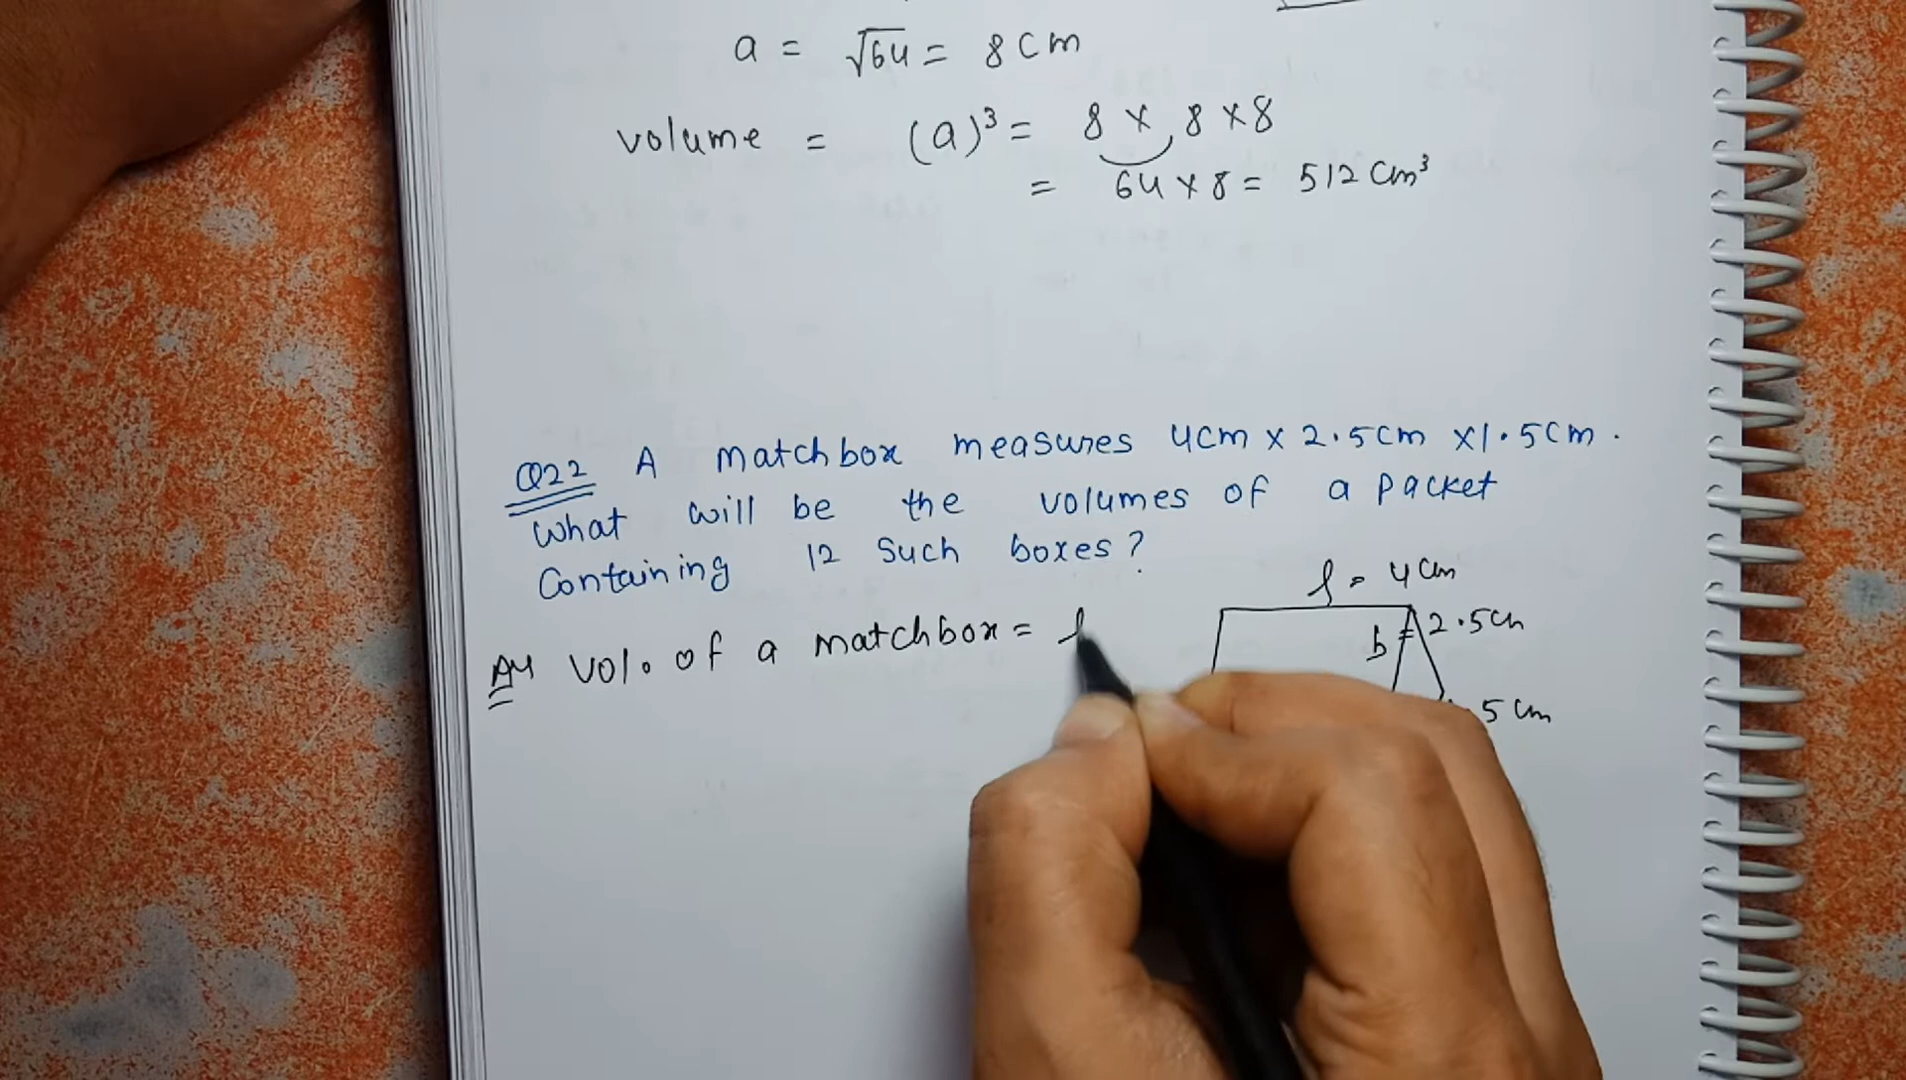 a = √64 = 8 cm
volume = (a)³ = 8 × 8 × 8
= 64 × 8 = 512 cm³
Q22 A matchbox measures 4cm × 2.5cm × 1.5cm.
What will be the volumes of a packet
Containing 12 such boxes?
l = 4 cm
b = 2.5cm
5 cm
Ans vol. of a matchbox = l